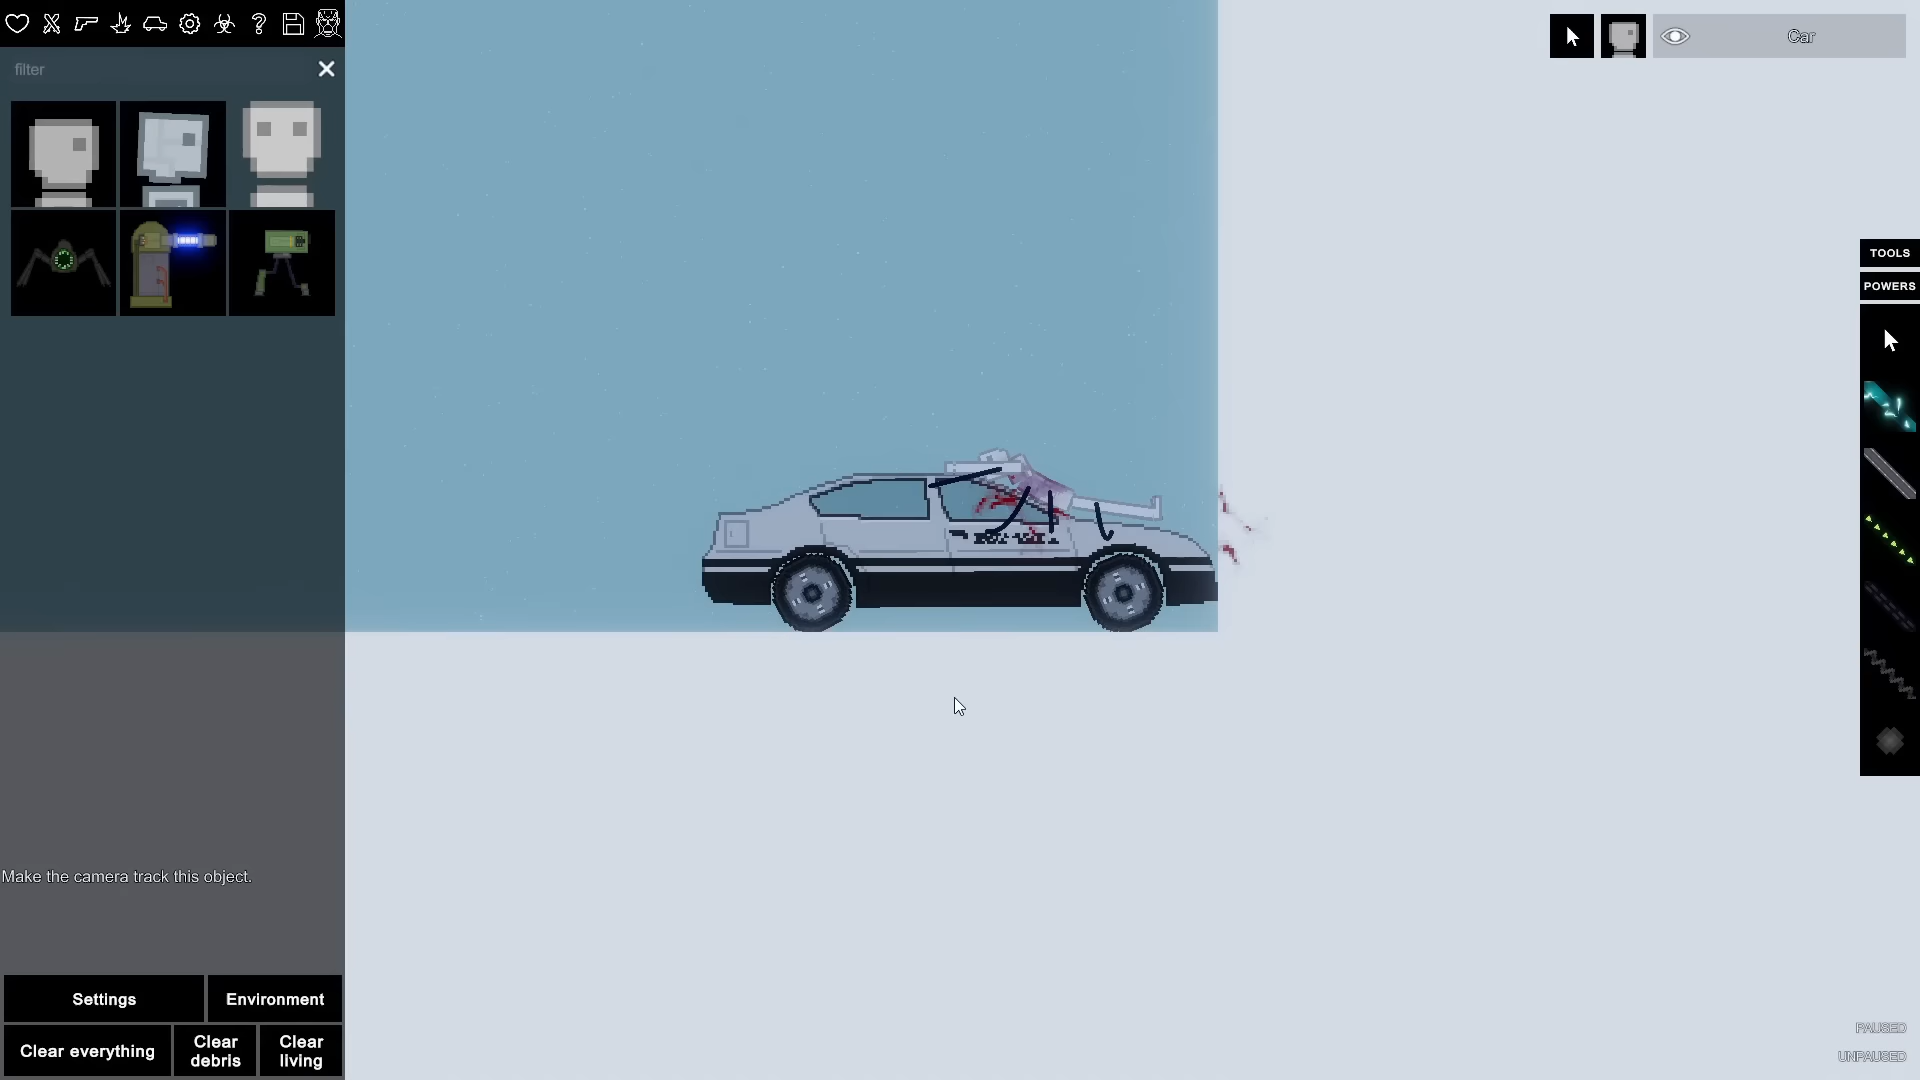 filter
Car
TOOLS
POWERS
Make the camera track this object.
Settings
Environment
Clear everything
Clear debris
Clear living
PAUSED
UNPAUSED